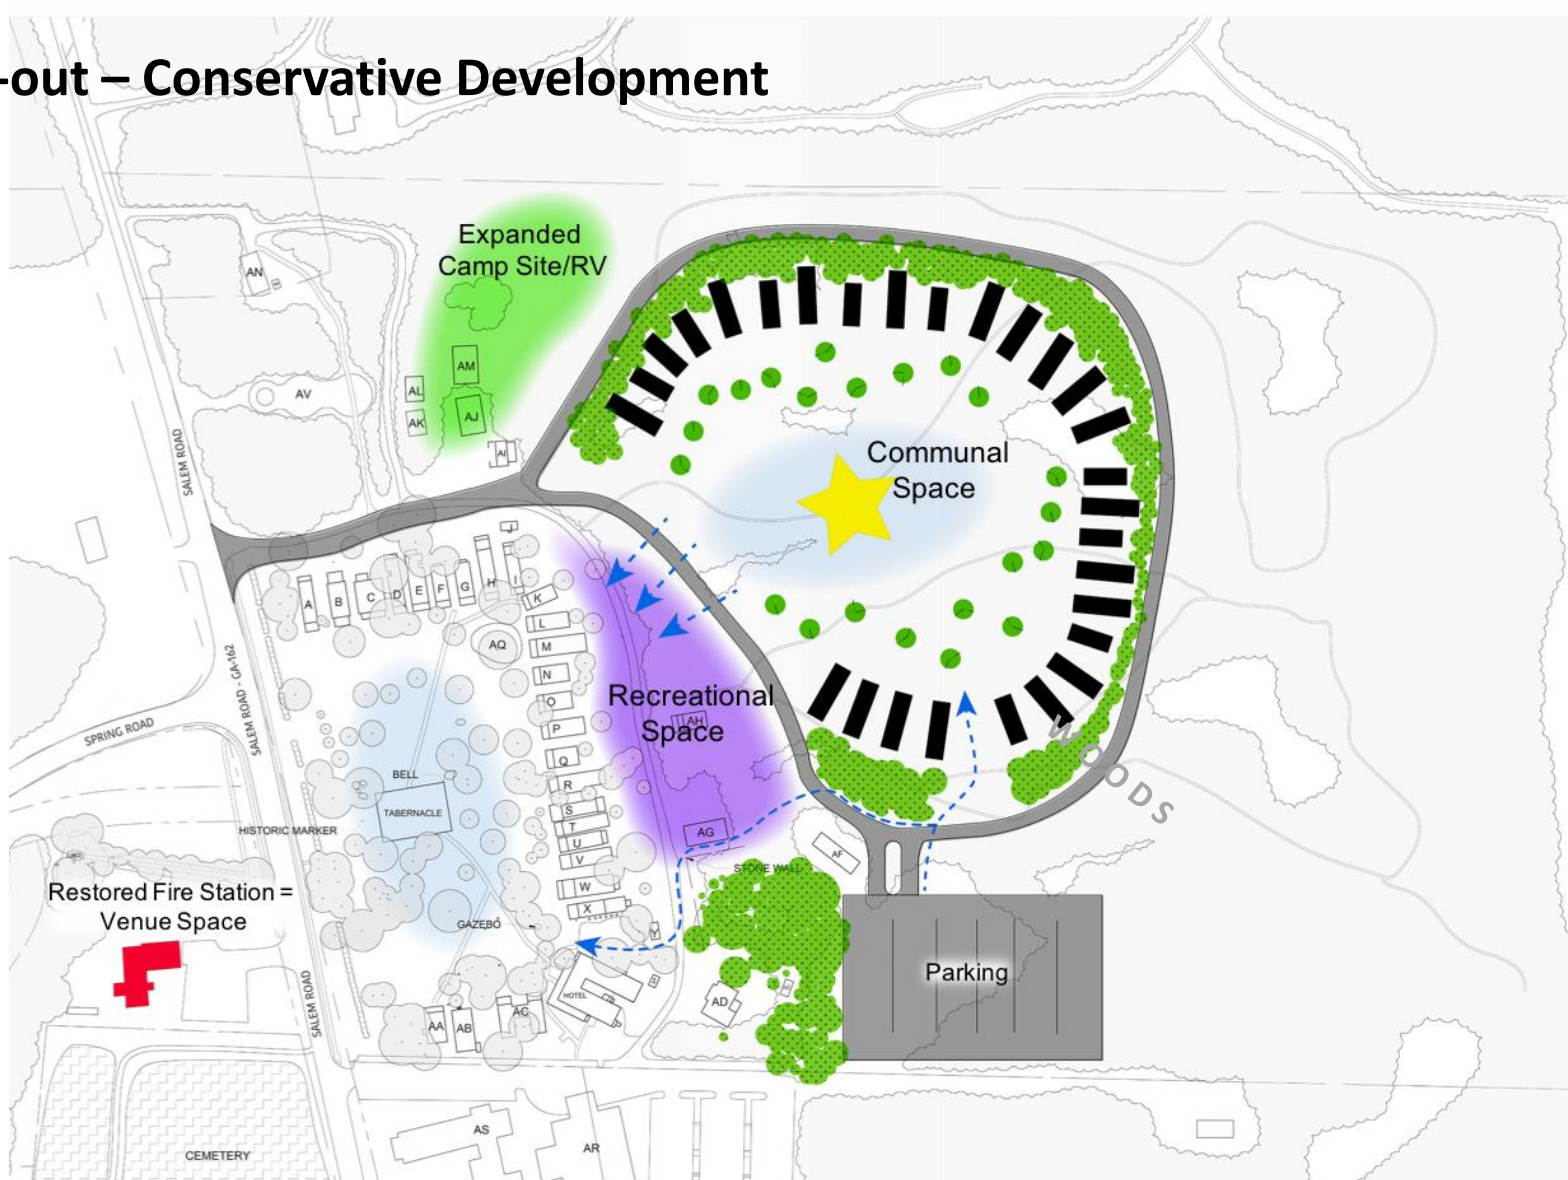 -out – Conservative Development
Expanded
Camp Site/RV
AN
AM
AL
AV
AJ
AK
AI
SALEM ROAD
Communal
Space
J
A
B
C
D
E
F
G
H
I
K
L
AQ
M
N
O
P
Q
R
S
T
U
V
W
X
Y
SALEM ROAD - GA-162
SPRING ROAD
Recreational
Space
AH
WOODS
BELL
TABERNACLE
HISTORIC MARKER
AG
AF
STONE WALL
Restored Fire Station =
Venue Space
GAZEBO
Parking
HOTEL
AD
SALEM ROAD
AA
AB
AC
AS
AR
CEMETERY